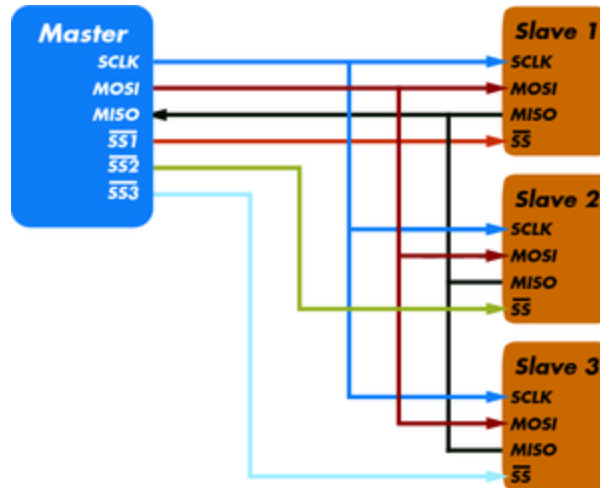 Master
SCLK
MOSI
MISO
SS1
SS2
SS3
Slave 1
SCLK
MOSI
MISO
SS
Slave 2
SCLK
MOSI
MISO
SS
Slave 3
SCLK
MOSI
MISO
SS